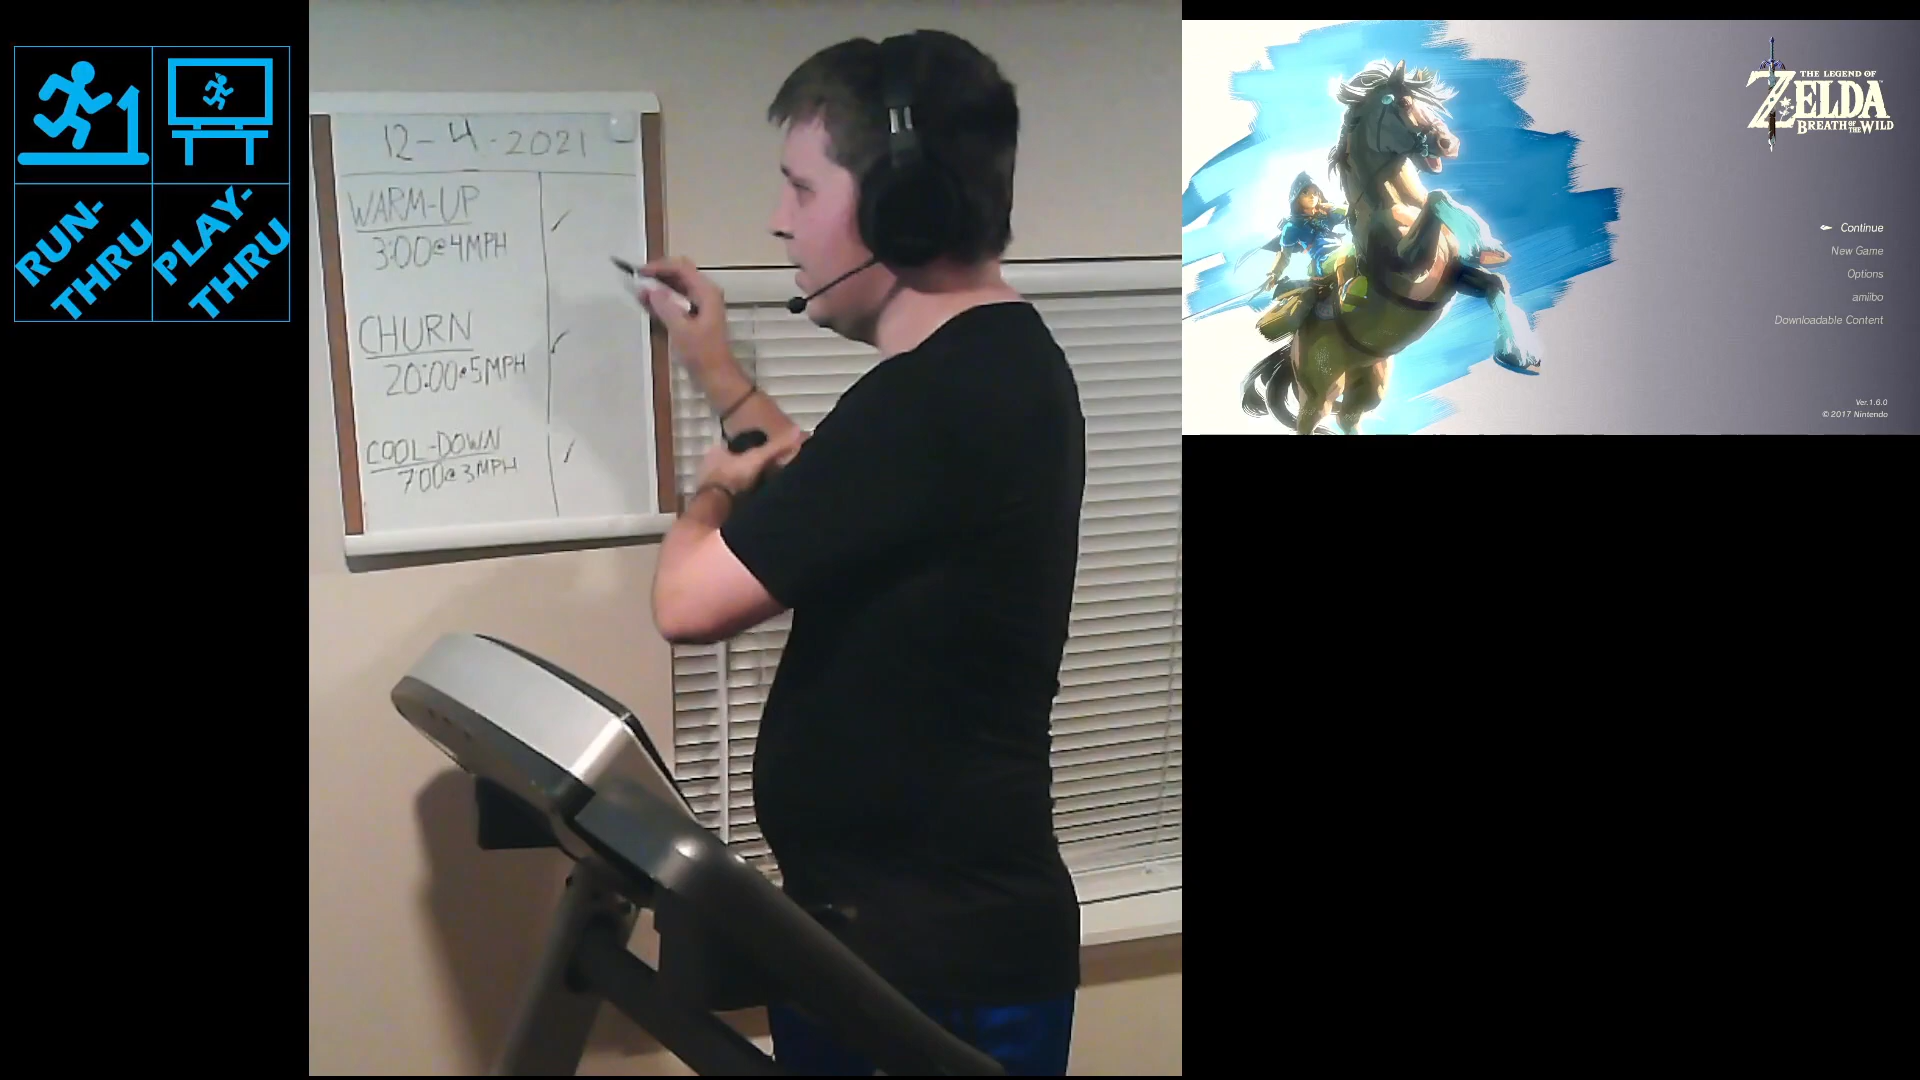 RUN-
THRU
PLAY-
THRU
12-4-2021
WARM-UP
3:00@4MPH
CHURN
20:00@5MPH
COOL-DOWN
7:00@3MPH
THE LEGEND OF
ZELDA
BREATH OF THE WILD
Continue
New Game
Options
amiibo
Downloadable Content
Ver.1.6.0
© 2017 Nintendo